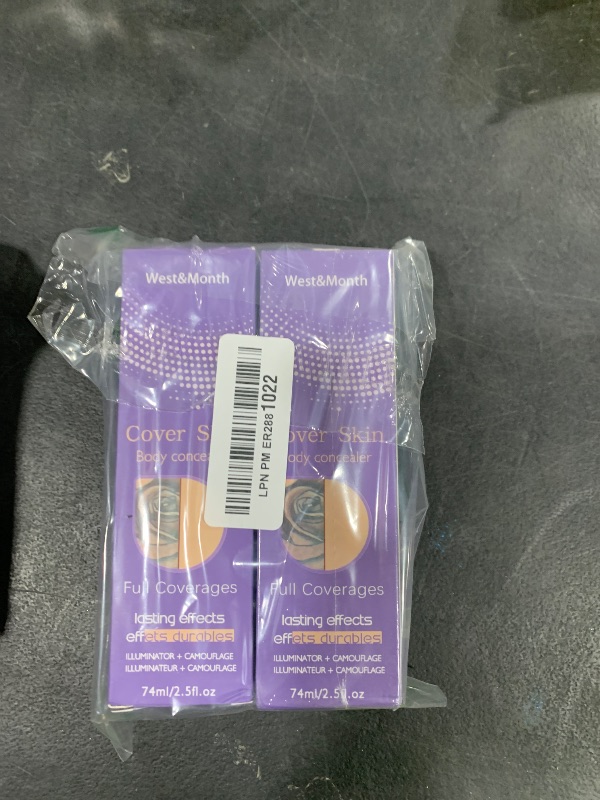 West&Month
Cover S
Body concea
Full Coverages
lasting effects
effets durables
ILLUMINATOR + CAMOUFLAGE
ILLUMINATEUR + CAMOUFLAGE
74ml/2.5fl.oz
LPN PM ER2881022
West&Month
over Skin
ody concealer
Full Coverages
lasting effects
effets durables
ILLUMINATOR + CAMOUFLAGE
ILLUMINATEUR + CAMOUFLAGE
74ml/2.5fl.oz